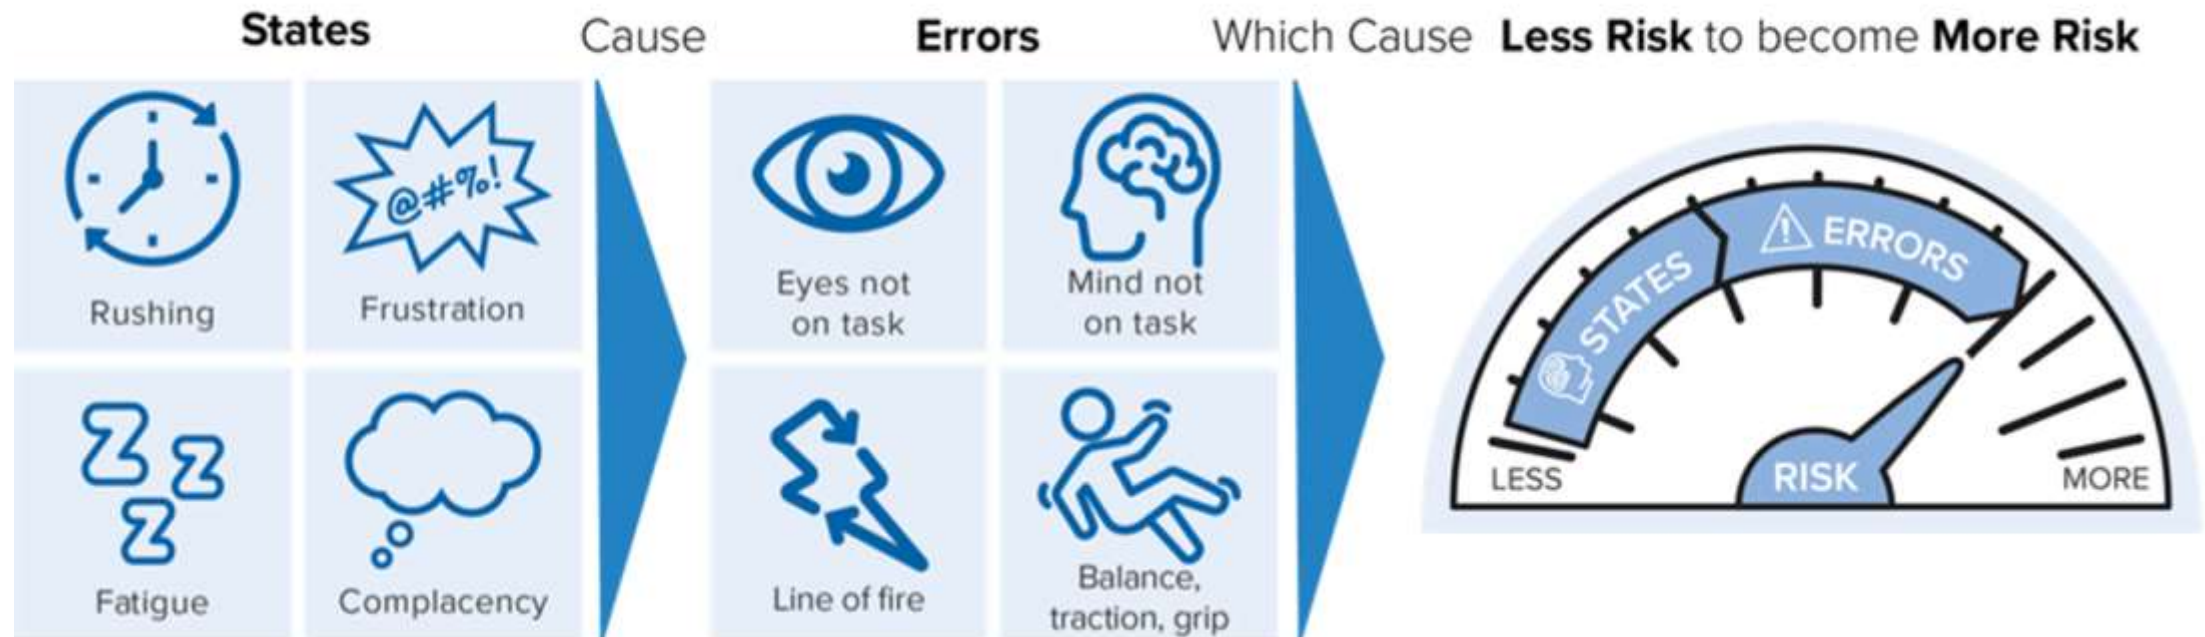 States Cause Errors Which Cause Less Risk to become More Risk
Rushing
Frustration
Fatigue
Complacency
@#%!
Eyes not
on task
Mind not
on task
Line of fire
Balance,
traction, grip
STATES
ERRORS
LESS
RISK
MORE